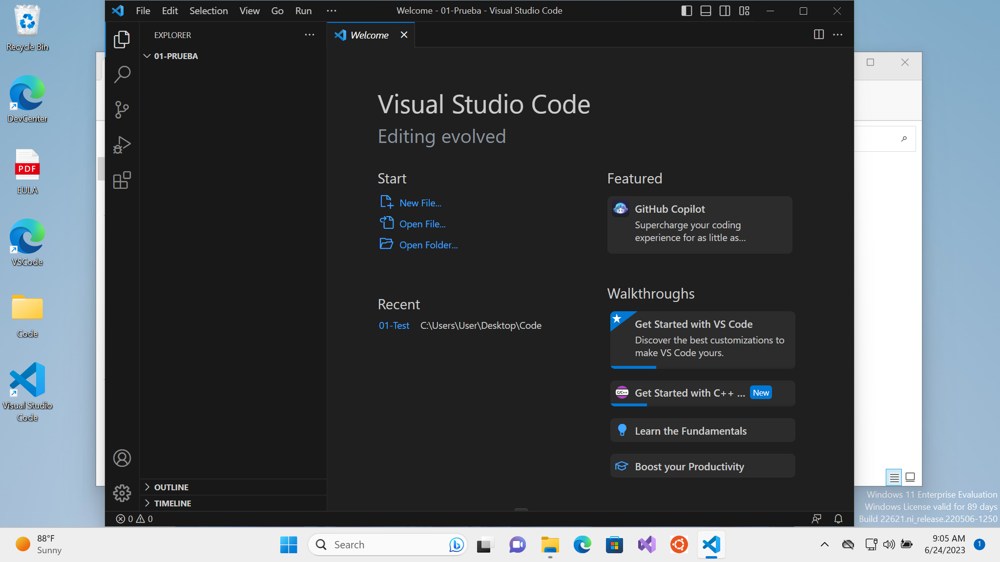 File Edit Selection View Go Run ···
Welcome - 01-Prueba - Visual Studio Code
Recycle Bin
DevCenter
PDF
EULA
VSCode
Code
Visual Studio
Code
EXPLORER
01-PRUEBA
OUTLINE
TIMELINE
Welcome
Visual Studio Code
Editing evolved
Start
New File...
Open File...
Open Folder...
Recent
01-Test C:\Users\User\Desktop\Code
Featured
GitHub Copilot
Supercharge your coding
experience for as little as...
Walkthroughs
Get Started with VS Code
Discover the best customizations to
make VS Code yours.
C/C++ Get Started with C++ ... New
Learn the Fundamentals
Boost your Productivity
0 0
Windows 11 Enterprise Evaluation
Windows License valid for 89 days
Build 22621.ni_release.220506-1250
88°F
Sunny
Search
9:05 AM
6/24/2023
1